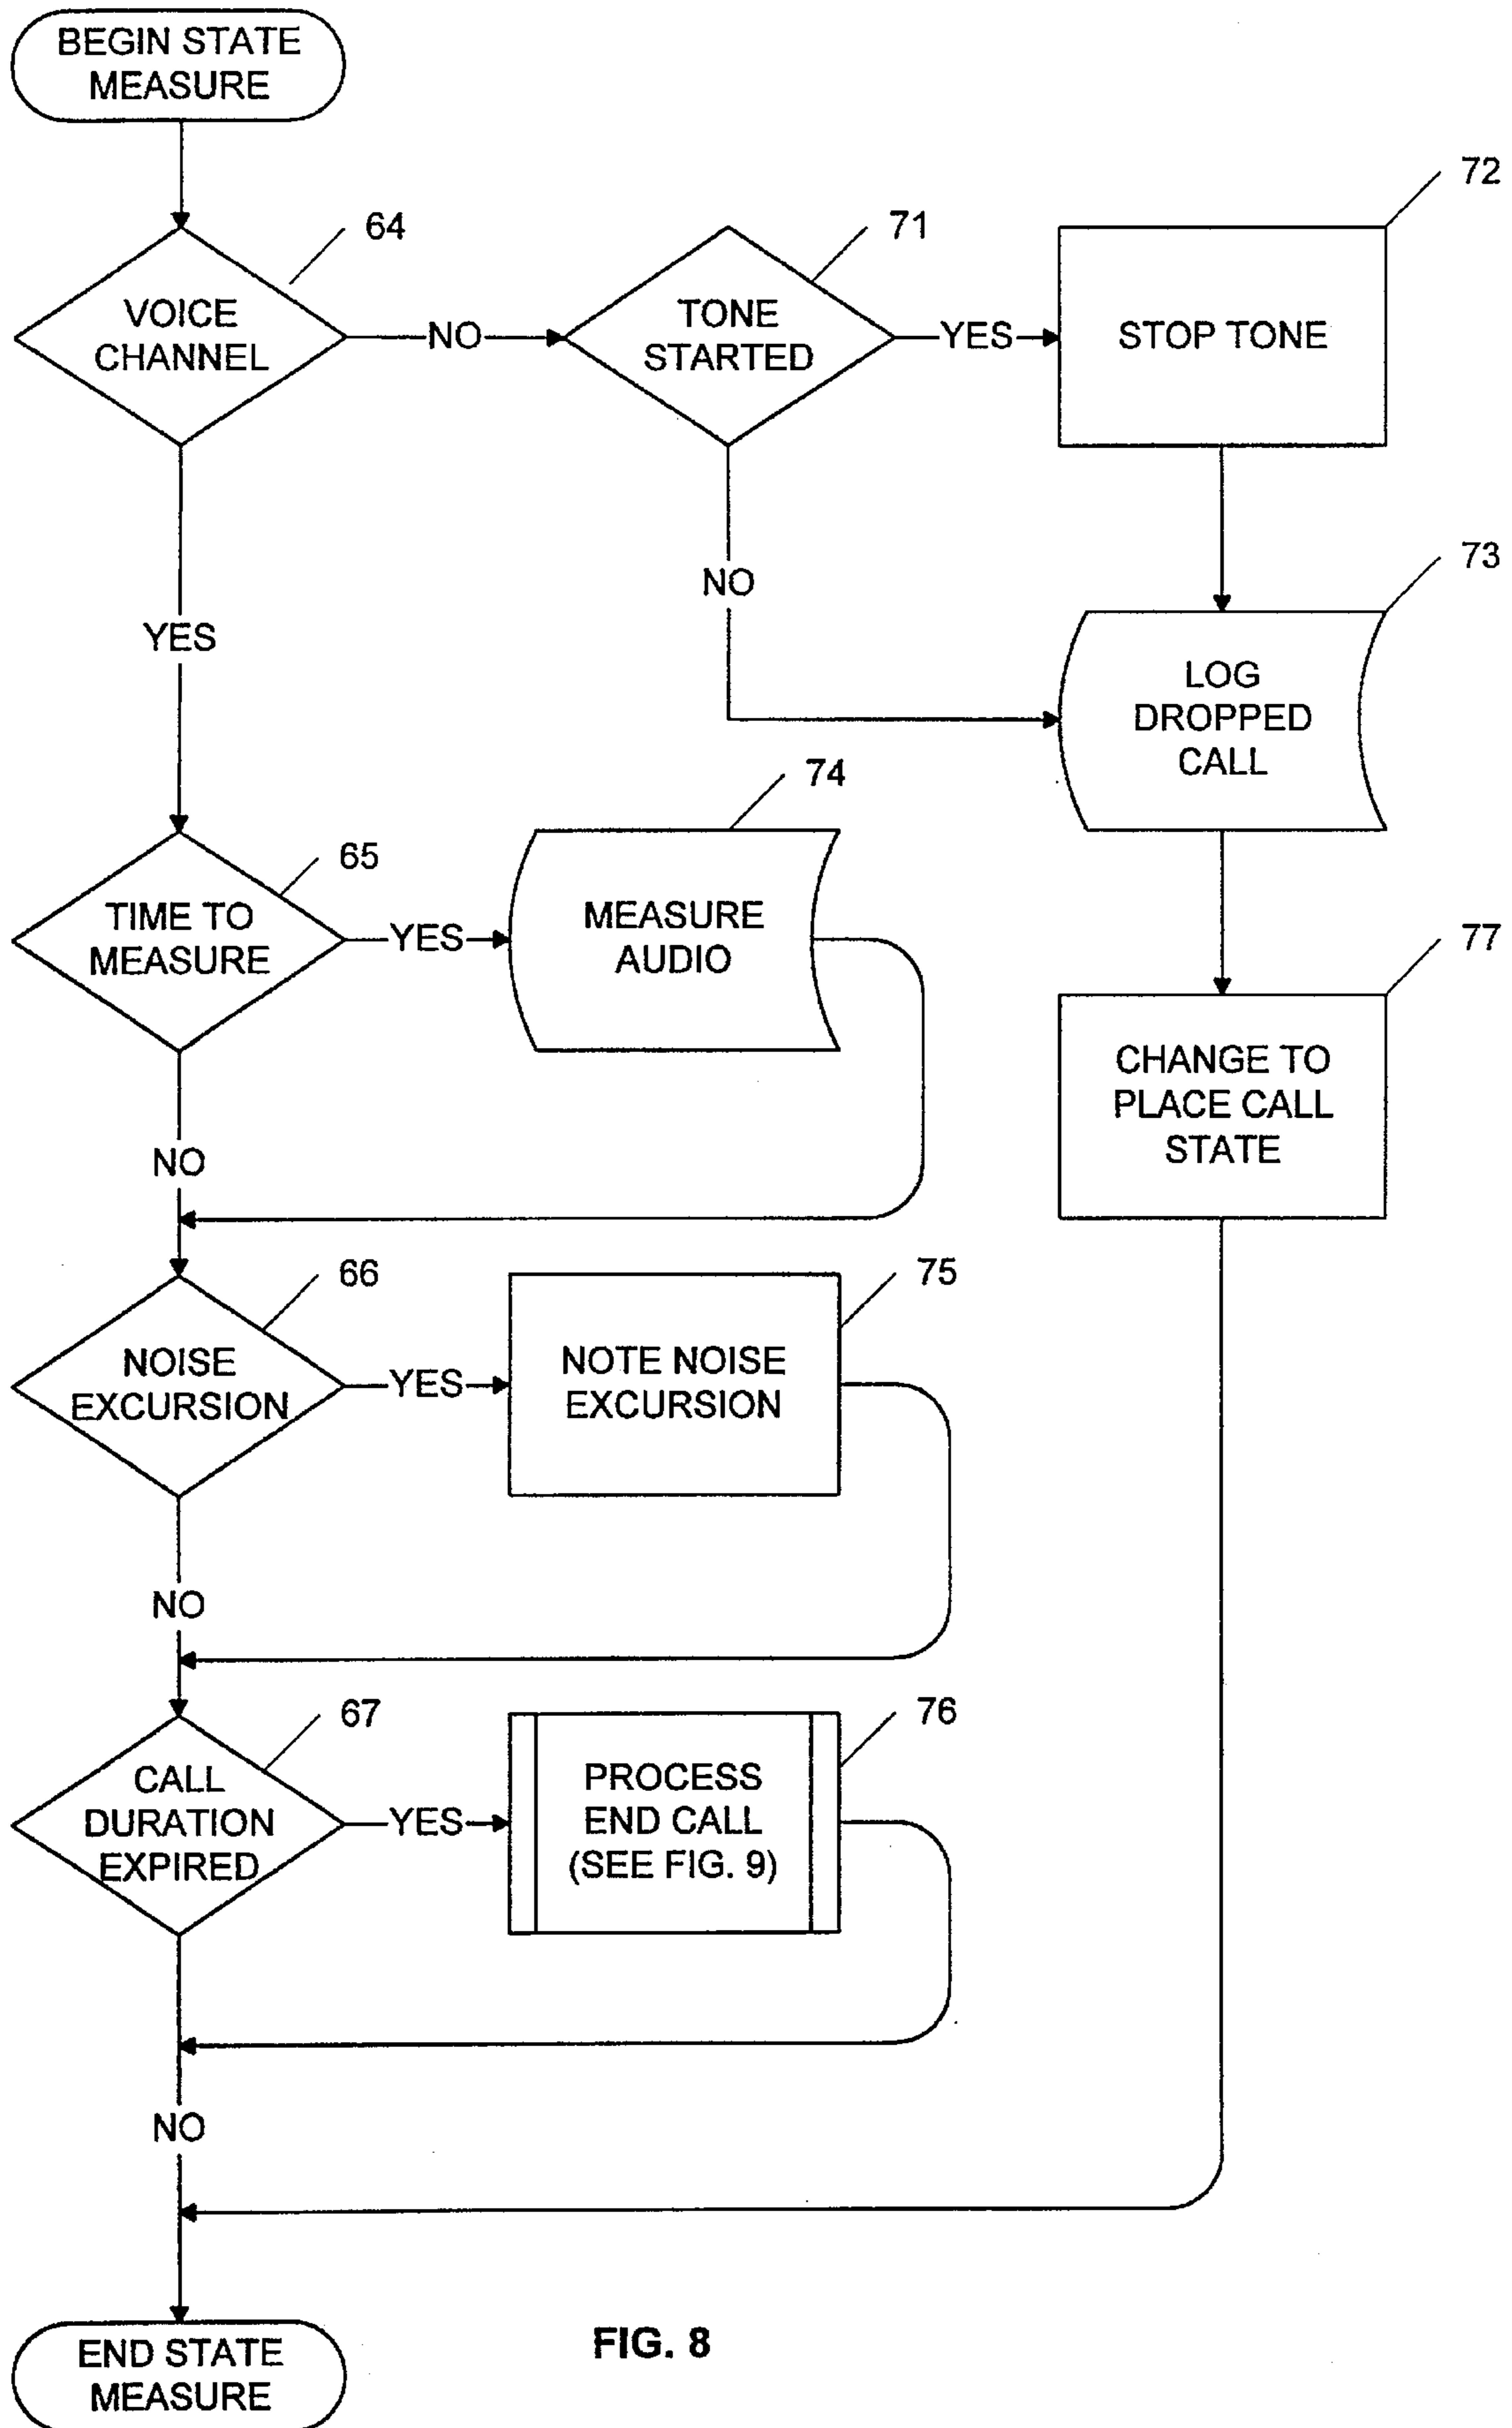 BEGIN STATE
MEASURE
72
64
71
VOICE
CHANNEL
NO
TONE
STARTED
YES
STOP TONE
73
NO
YES
LOG
DROPPED
CALL
74
65
TIME TO
MEASURE
YES
MEASURE
AUDIO
77
CHANGE TO
PLACE CALL
STATE
NO
66
75
NOISE
EXCURSION
YES
NOTE NOISE
EXCURSION
NO
67
76
CALL
DURATION
EXPIRED
YES
PROCESS
END CALL
(SEE FIG. 9)
NO
END STATE
MEASURE
FIG. 8